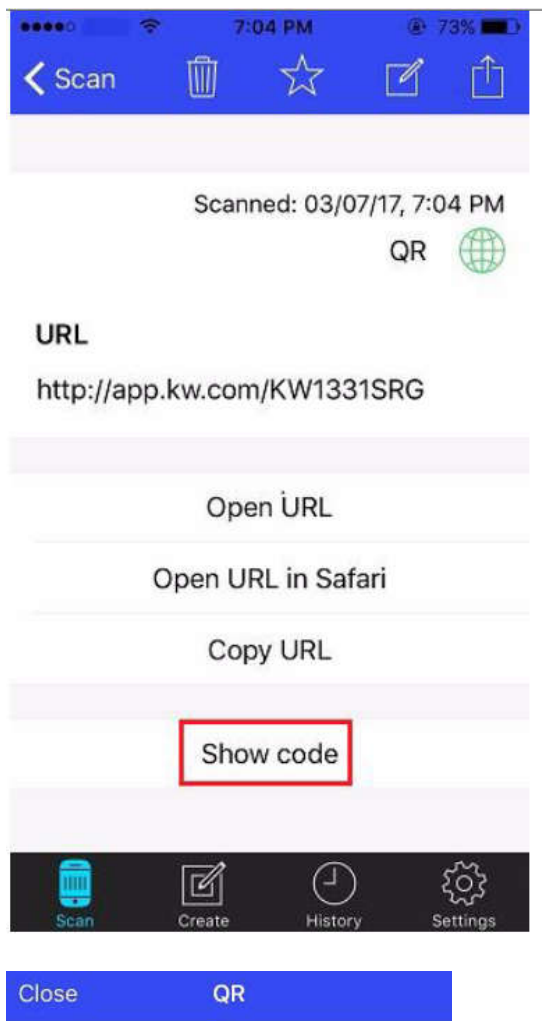 7:04 PM 73%
Scan
Scanned: 03/07/17, 7:04 PM
QR
URL
http://app.kw.com/KW1331SRG
Open URL
Open URL in Safari
Copy URL
Show code
Scan Create History Settings
Close QR